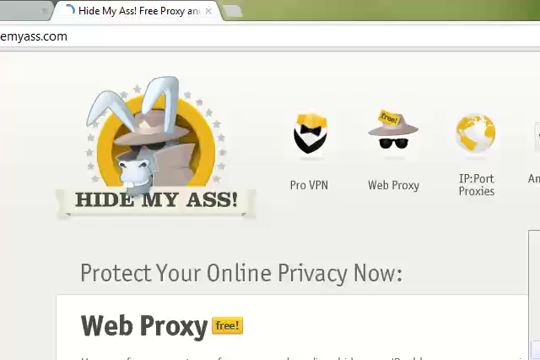 Hide My Ass! Free Proxy an
emyass.com
free!
Pro VPN
Web Proxy
IP:Port
Proxies
An
HIDE MY ASS!
Protect Your Online Privacy Now:
Web Proxy free!